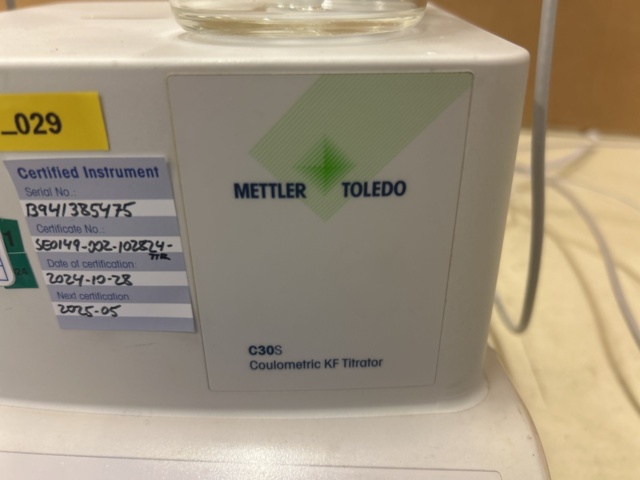 _029
Certified Instrument
Serial No.:
B941385475
Certificate No.:
SE0149-002-102824-
TTR
Date of certification:
2024-10-28
Next certification:
2025-05
METTLER TOLEDO
C30S
Coulometric KF Titrator